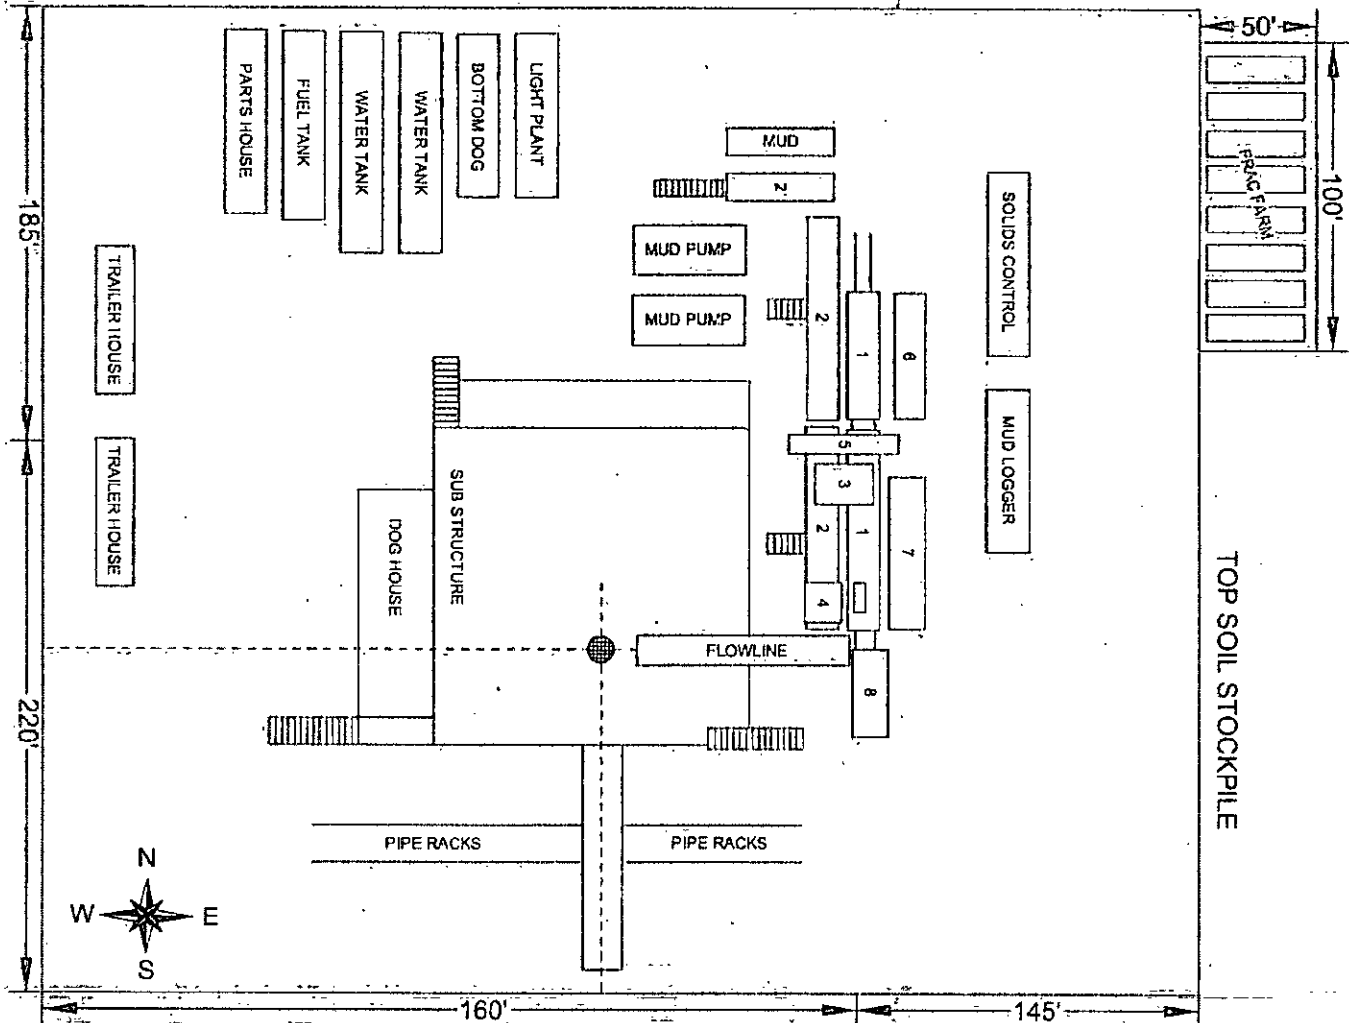 50'
LIGHT PLANT
BOTTOM DOG
WATER TANK
WATER TANK
FUEL TANK
PARTS HOUSE
MUD
2'
FRAC FARM
100'
SOLIDS CONTROL
185'
MUD PUMP
MUD PUMP
2
1
6
TRAILER HOUSE
5
3
MUD LOGGER
TRAILER HOUSE
SUB STRUCTURE
DOG HOUSE
2
1
7
4
FLOWLINE
8
TOP SOIL STOCKPILE
220'
PIPE RACKS
PIPE RACKS
N
W
E
S
160'
145'